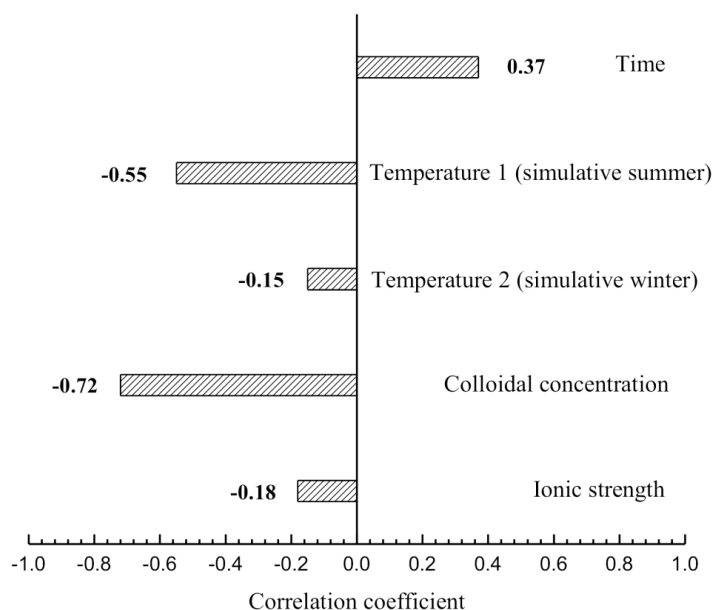 0.37 Time
-0.55 Temperature 1 (simulative summer)
-0.15 Temperature 2 (simulative winter)
-0.72 Colloidal concentration
-0.18 Ionic strength
-1.0 -0.8 -0.6 -0.4 -0.2 0.0 0.2 0.4 0.6 0.8 1.0
Correlation coefficient